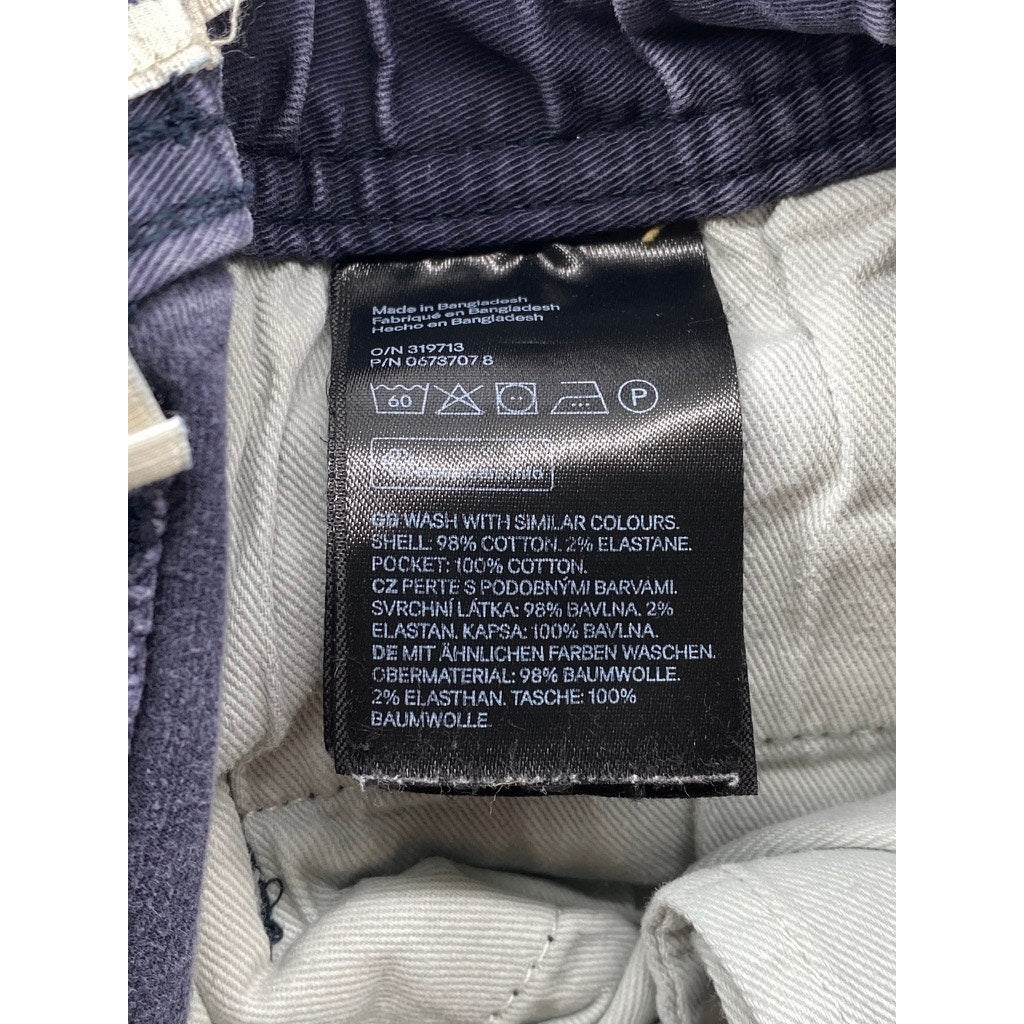 Made in Bangladesh
Fabriqué en Bangladesh
Hecho en Bangladesh
O/N 319713
P/N 0673707 8
60
P
GB WASH WITH SIMILAR COLOURS.
SHELL: 98% COTTON. 2% ELASTANE.
POCKET: 100% COTTON.
CZ PERTE S PODOBNÝMI BARVAMI.
SVRCHNÍ LÁTKA: 98% BAVLNA. 2%
ELASTAN. KAPSA: 100% BAVLNA.
DE MIT ÄHNLICHEN FARBEN WASCHEN.
OBERMATERIAL: 98% BAUMWOLLE.
2% ELASTHAN. TASCHE: 100%
BAUMWOLLE.